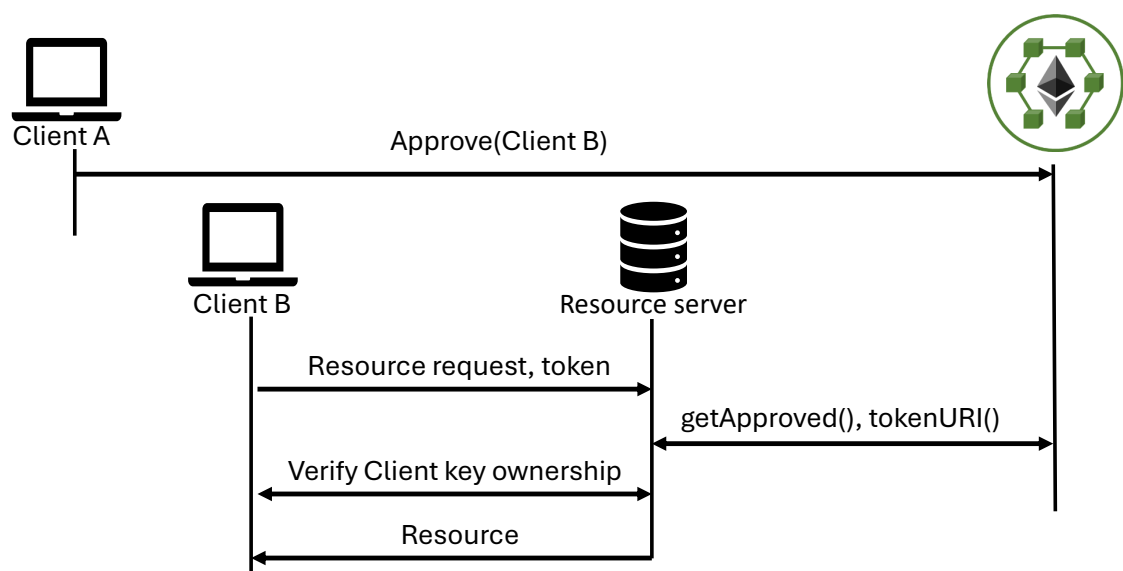 Client A
Approve(Client B)
Client B
Resource server
Resource request, token
getApproved(), tokenURI()
Verify Client key ownership
Resource